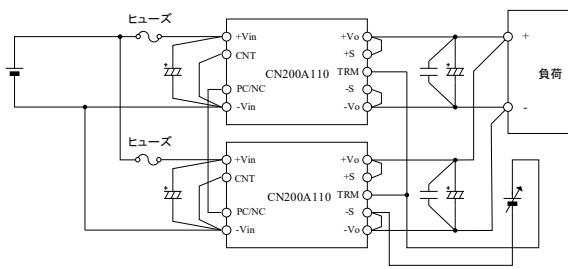 ヒューズ
+Vin
CNT
PC/NC
-Vin
CN200A110
+Vo
+S
TRM
-S
-Vo
+
-
負荷
ヒューズ
+Vin
CNT
PC/NC
-Vin
CN200A110
+Vo
+S
TRM
-S
-Vo